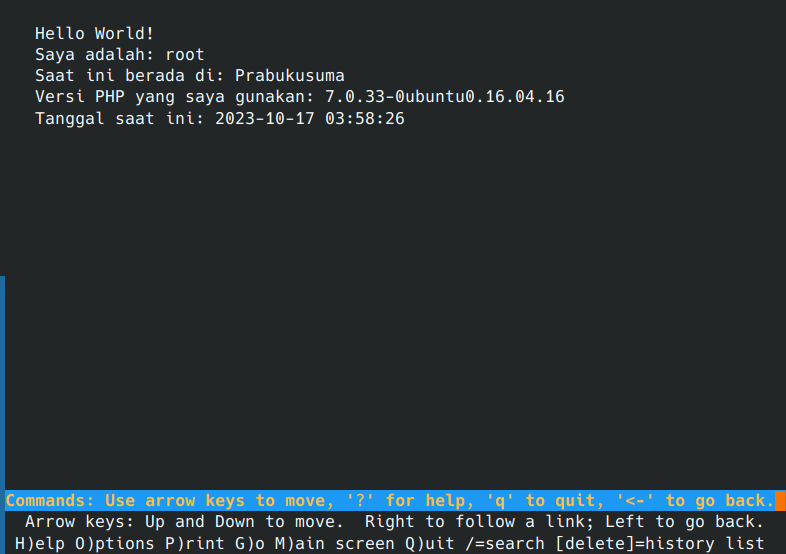 Hello World!
Saya adalah: root
Saat ini berada di: Prabukusuma
Versi PHP yang saya gunakan: 7.0.33-0ubuntu0.16.04.16
Tanggal saat ini: 2023-10-17 03:58:26
Commands: Use arrow keys to move, '?' for help, 'q' to quit, '<-' to go back.
Arrow keys: Up and Down to move.  Right to follow a link; Left to go back.
H)elp O)ptions P)rint G)o M)ain screen Q)uit /=search [delete]=history list